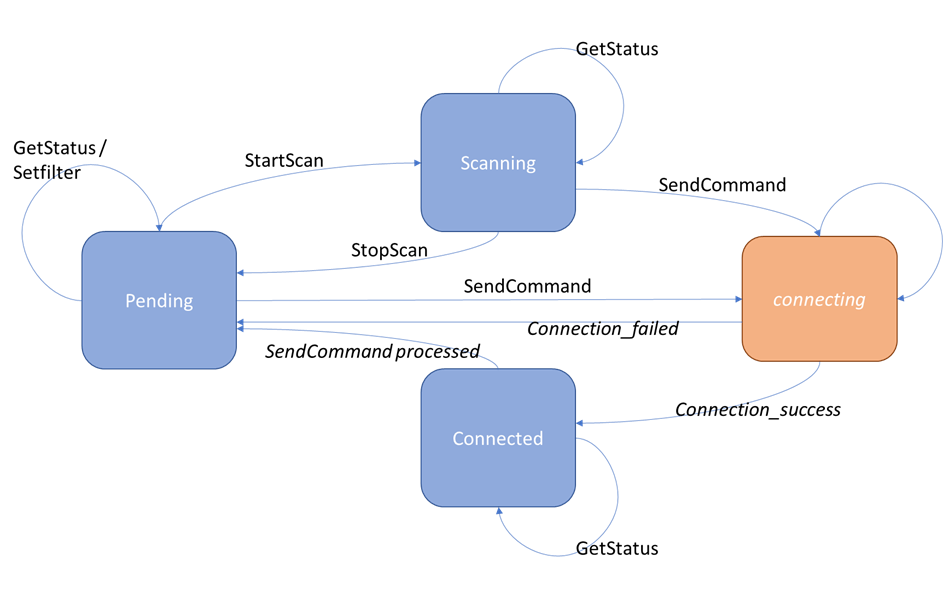 GetStatus
GetStatus /
Setfilter
StartScan
Scanning
SendCommand
StopScan
Pending
SendCommand
connecting
Connection_failed
SendCommand processed
Connection_success
Connected
GetStatus